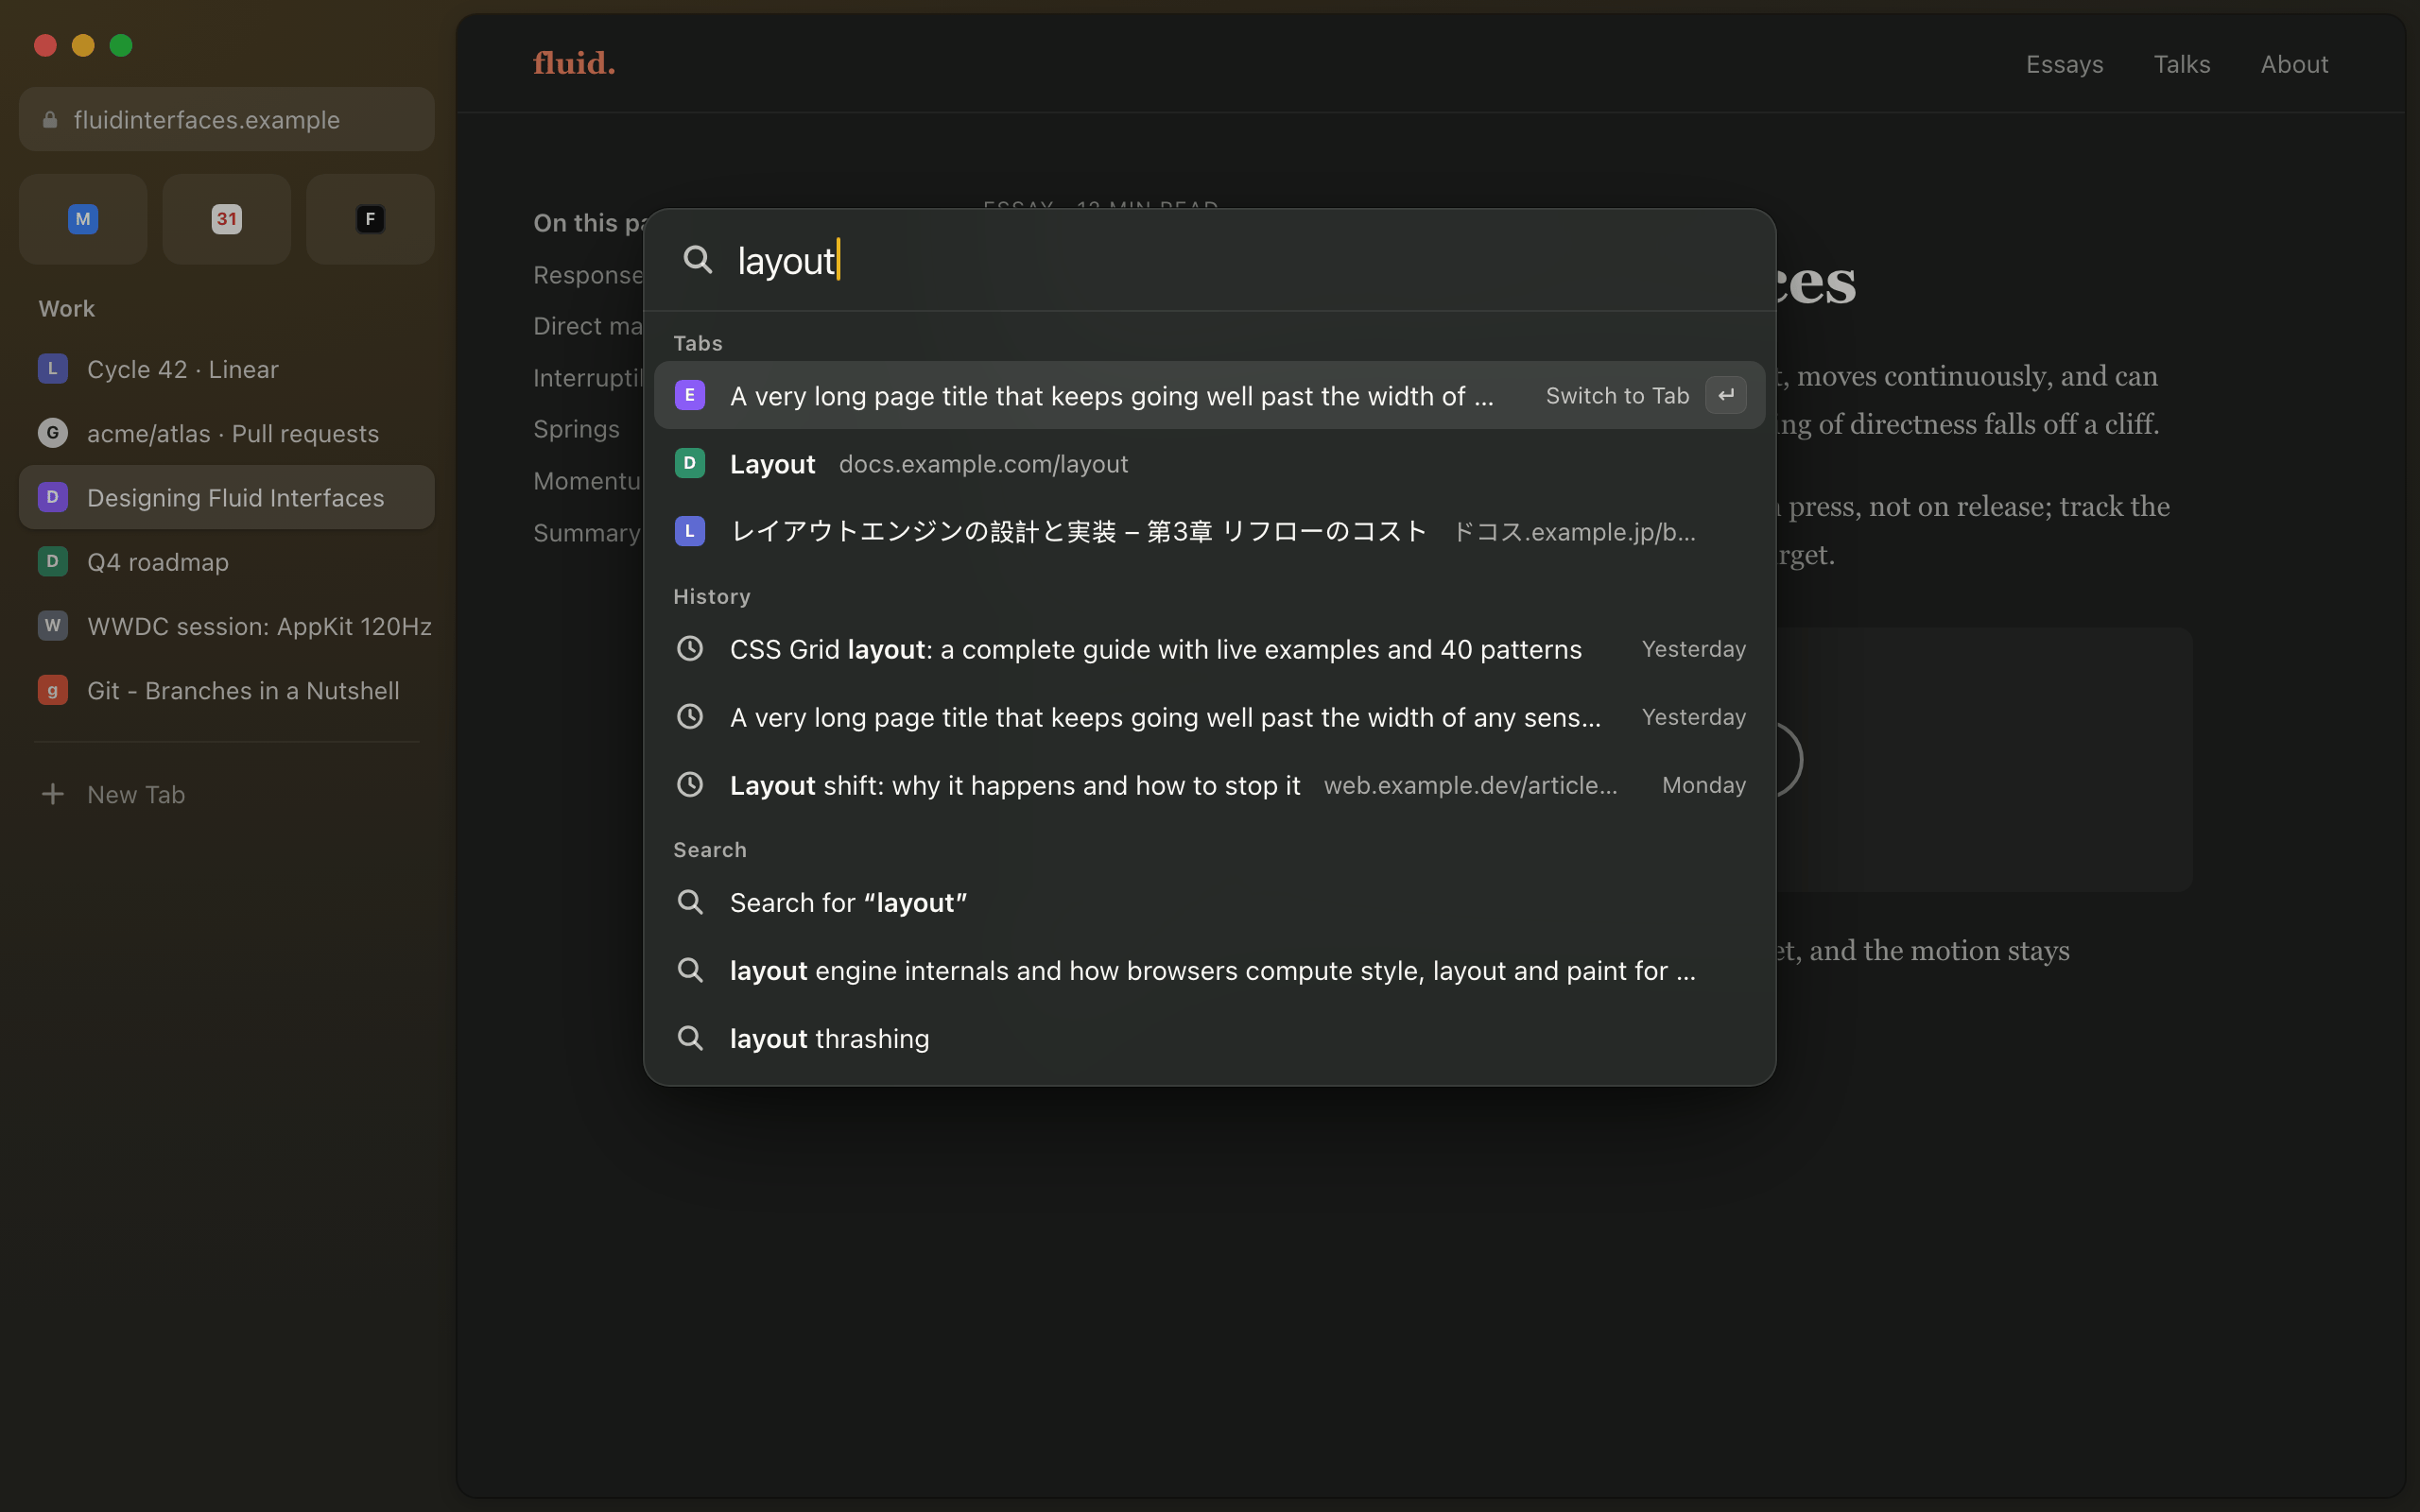 fluidinterfaces.example
M
31
F
Work
L Cycle 42 · Linear
G acme/atlas · Pull requests
D Designing Fluid Interfaces
D Q4 roadmap
W WWDC session: AppKit 120Hz
g Git - Branches in a Nutshell
New Tab
fluid.
Essays Talks About
ESSAY · 12 MIN READ
On this
Response
Direct
Springs
Summary
moves continuously, and can
of directness falls off a cliff.
press, not on release; track the
and the motion stays
layout
Tabs
E A very long page title that keeps going well past the width of ... Switch to Tab
D Layout docs.example.com/layout
L レイアウトエンジンの設計と実装 – 第3章 リフローのコスト ドコス.example.jp/b...
History
CSS Grid layout: a complete guide with live examples and 40 patterns Yesterday
A very long page title that keeps going well past the width of any sens... Yesterday
Layout shift: why it happens and how to stop it web.example.dev/article... Monday
Search
Search for “layout”
layout engine internals and how browsers compute style, layout and paint for ...
layout thrashing